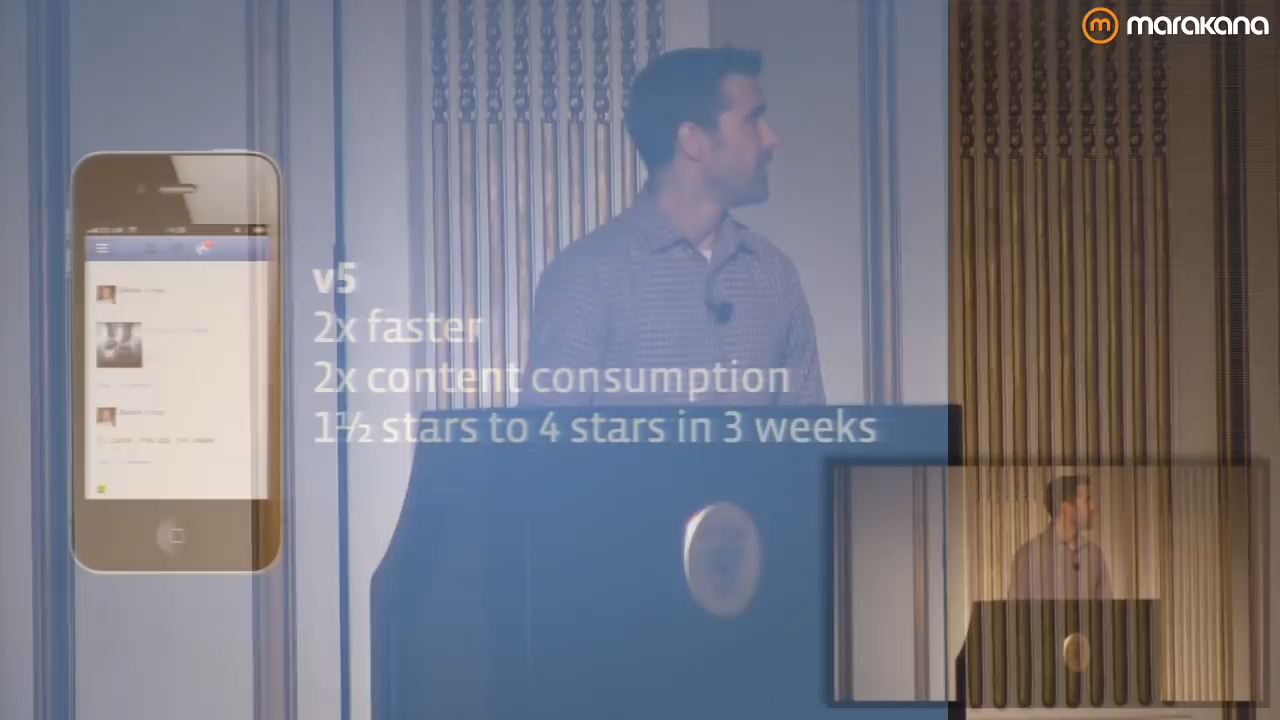 marakana
v5
2x faster
2x content consumption
1½ stars to 4 stars in 3 weeks